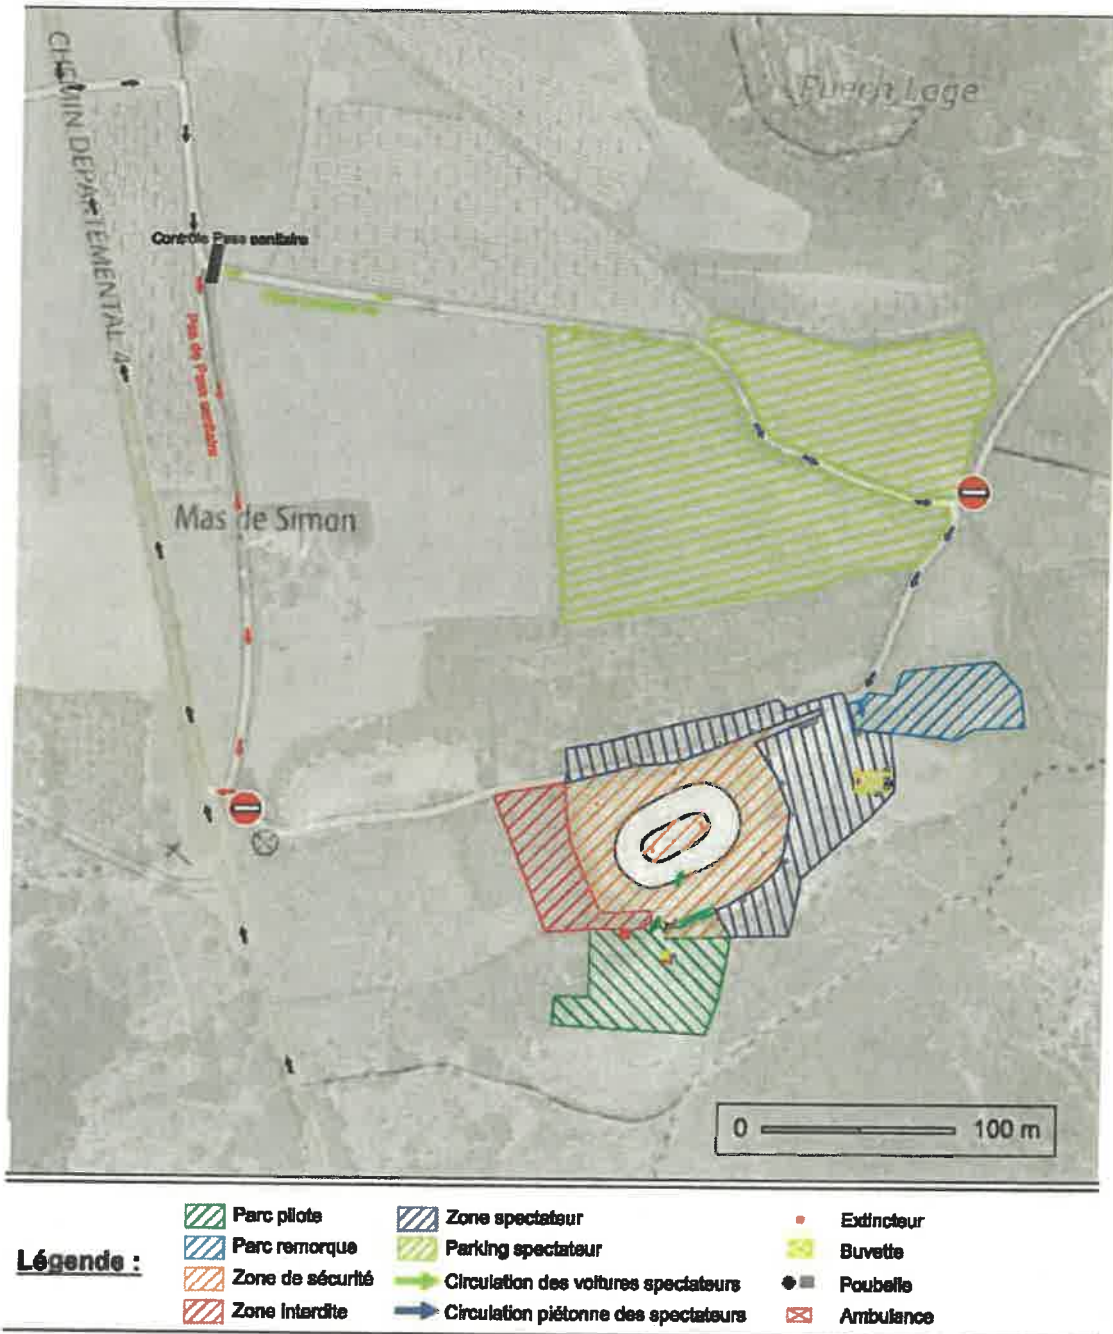 Puech Lage
CHEMIN DEPARTEMENTAL 4
Contrôle Pass sanitaire
Pas de Pass sanitaire
Mas de Simon
0 100 m
Légende :
Parc pilote
Parc remorque
Zone de sécurité
Zone interdite
Zone spectateur
Parking spectateur
Circulation des voitures spectateurs
Circulation piétonne des spectateurs
Extincteur
Buvette
Poubelle
Ambulance